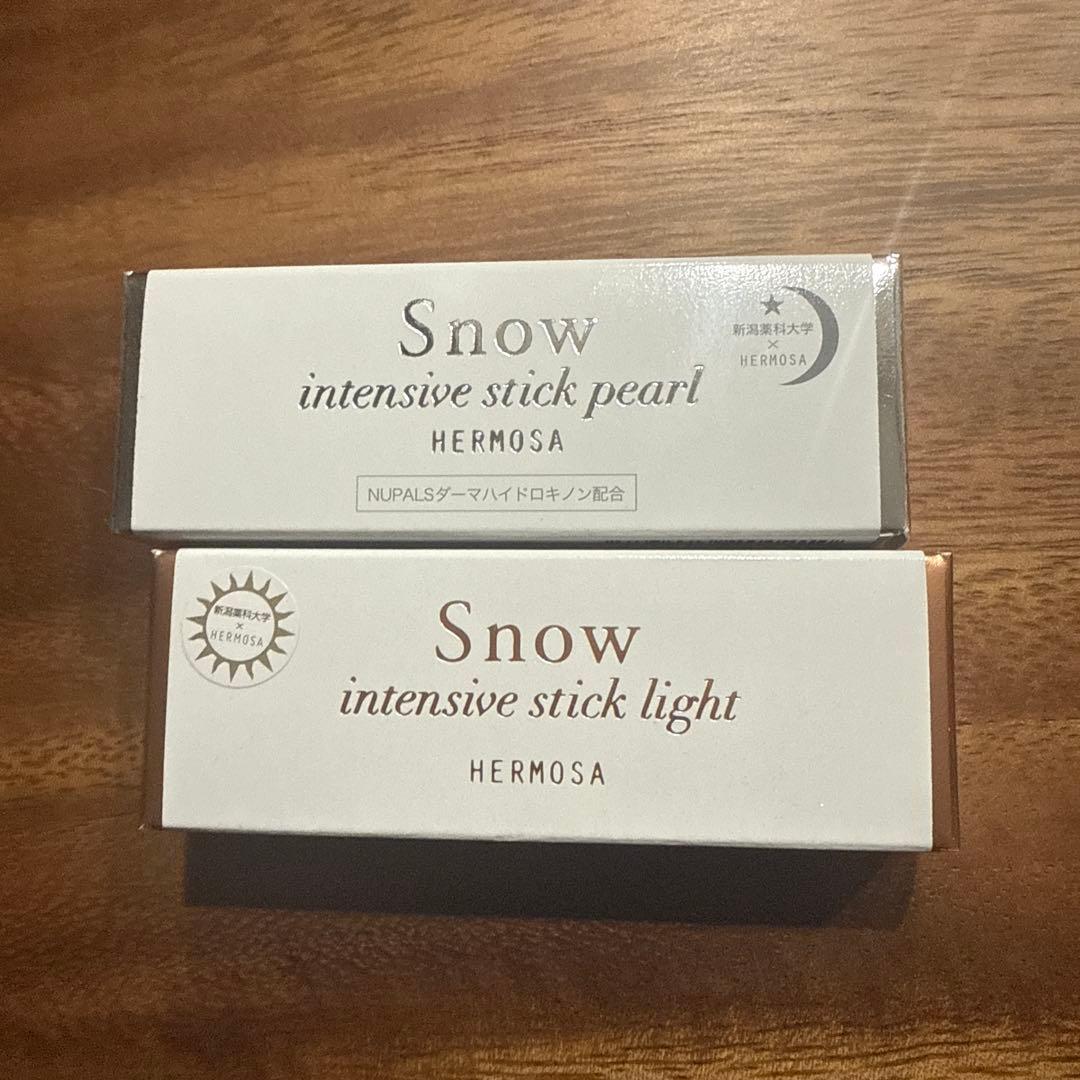 Snow
intensive stick pearl
HERMOSA
NUPALSダーマハイドロキノン配合
新潟薬科大学
×
HERMOSA
新潟薬科大学
×
HERMOSA
Snow
intensive stick light
HERMOSA